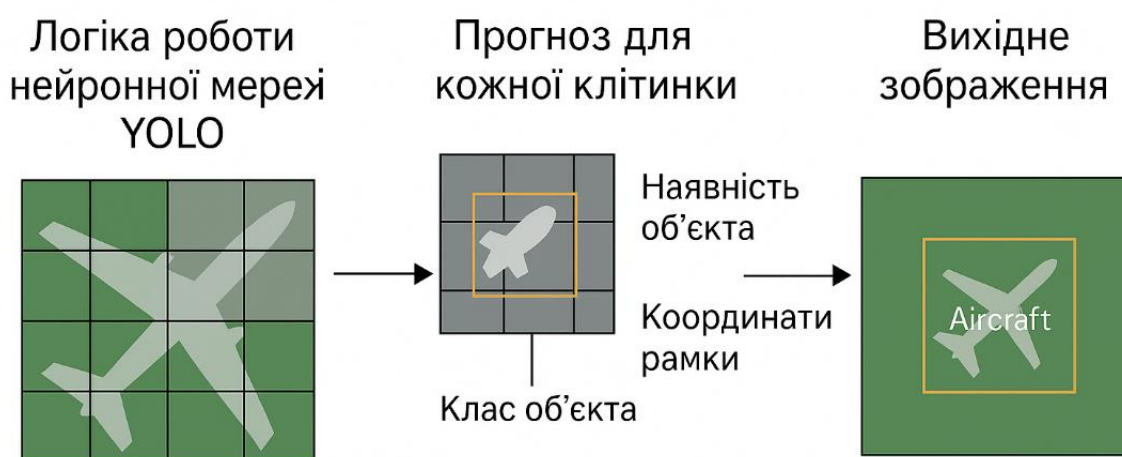 Логіка роботи
нейронної мережі
YOLO
Прогноз для
кожної клітинки
Вихідне
зображення
Наявність
об’єкта
Координати
рамки
Клас об’єкта
Aircraft